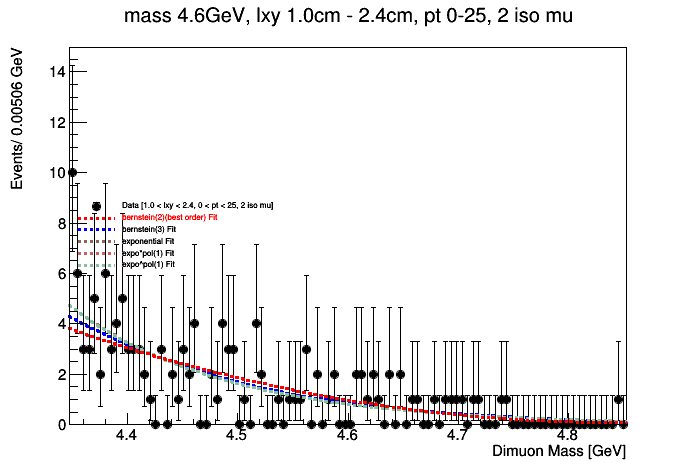 mass 4.6GeV, lxy 1.0cm - 2.4cm, pt 0-25, 2 iso mu
Events/ 0.00506 GeV
14
12
10
8
6
4
2
0
Data [1.0 < lxy < 2.4, 0 < pt < 25, 2 iso mu]
bernstein(2)(best order) Fit
bernstein(3) Fit
exponential Fit
expo*pol(1) Fit
expo*pol(1) Fit
4.4
4.5
4.6
4.7
4.8
Dimuon Mass [GeV]